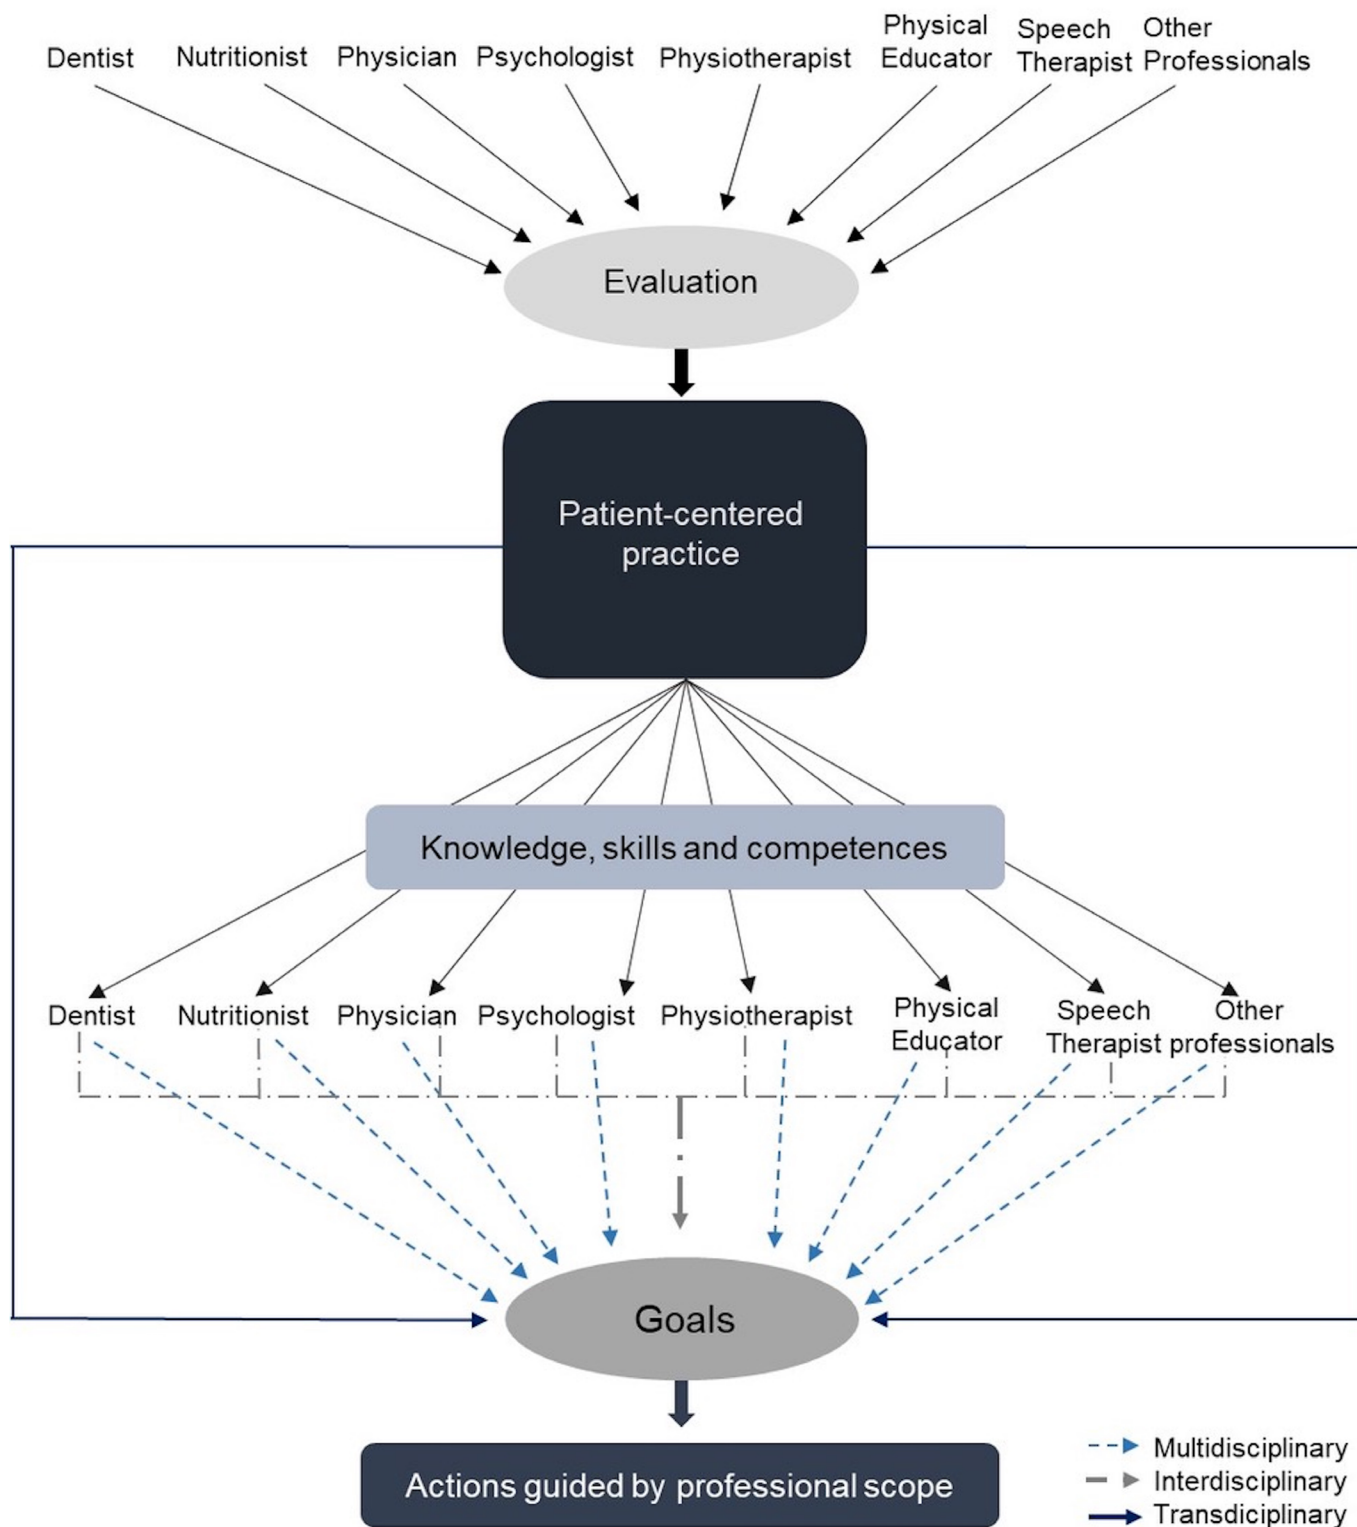 Dentist
Nutritionist
Physician
Psychologist
Physiotherapist
Physical
Educator
Speech
Therapist
Other
Professionals
Evaluation
Patient-centered
practice
Knowledge, skills and competences
Dentist
Nutritionist
Physician
Psychologist
Physiotherapist
Physical
Educator
Speech
Therapist
Other
professionals
Goals
Actions guided by professional scope
Multidisciplinary
Interdisciplinary
Transdiciplinary